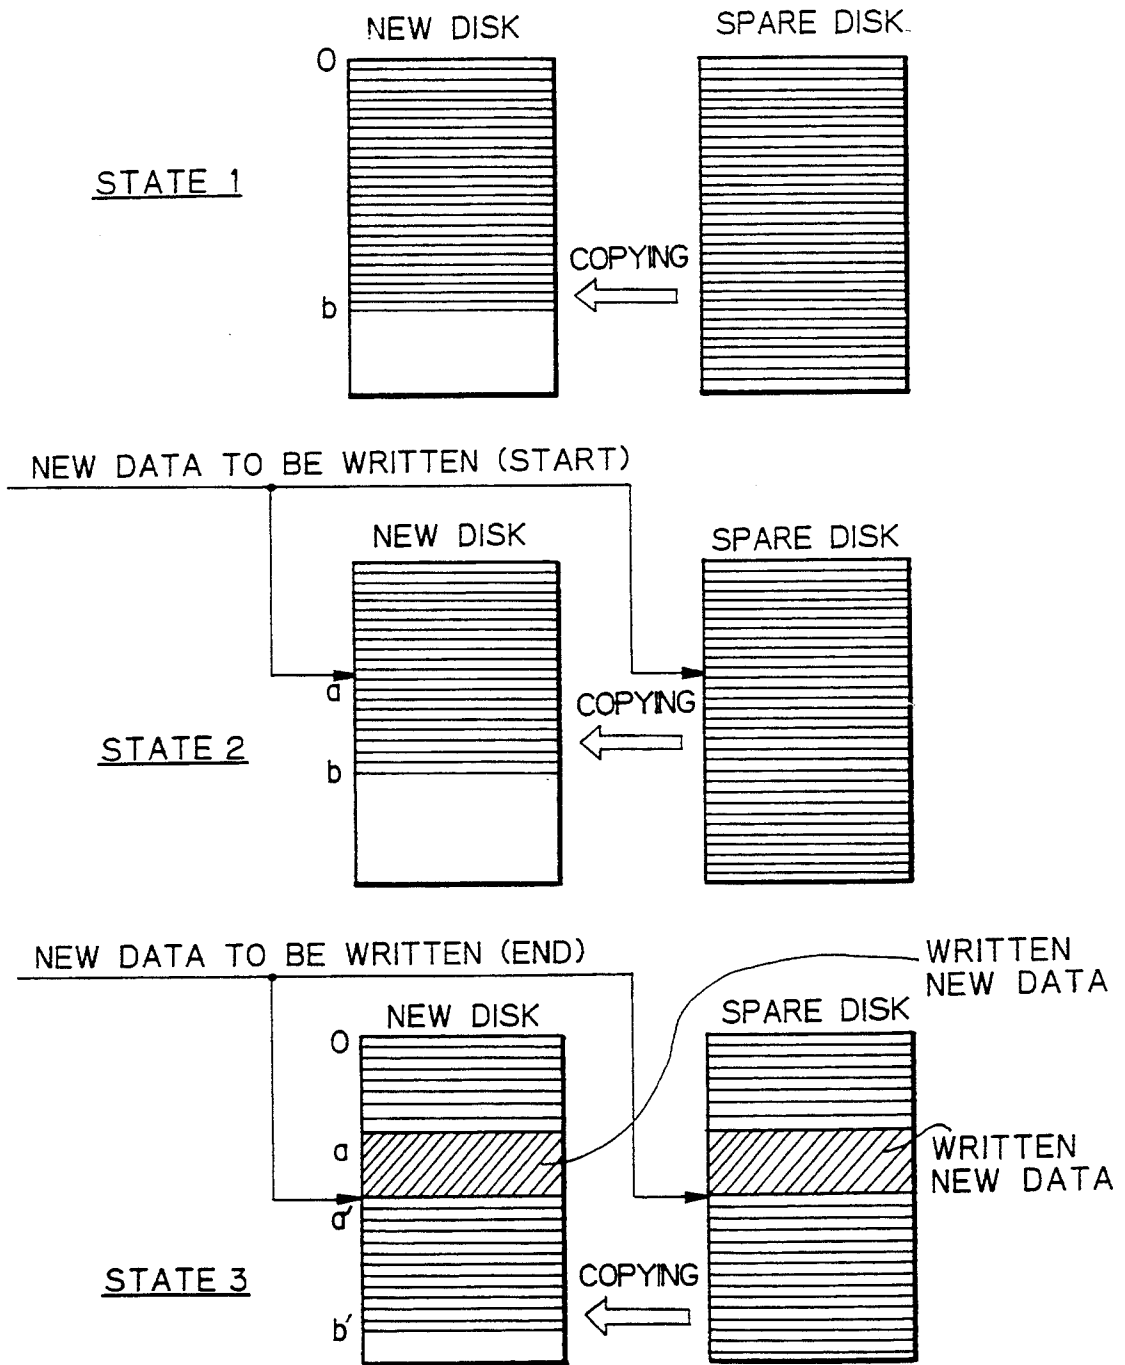 NEW DISK
SPARE DISK
0
STATE 1
COPYING
b
NEW DATA TO BE WRITTEN (START)
NEW DISK
SPARE DISK
a
COPYING
STATE 2
b
NEW DATA TO BE WRITTEN (END)
WRITTEN
NEW DATA
NEW DISK
SPARE DISK
0
a
WRITTEN
NEW DATA
a'
STATE 3
COPYING
b'